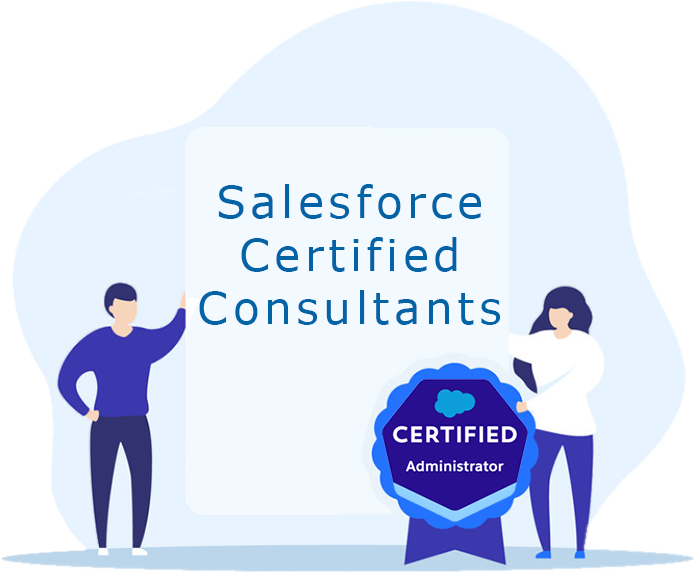 Salesforce
Certified
Consultants
CERTIFIED
Administrator